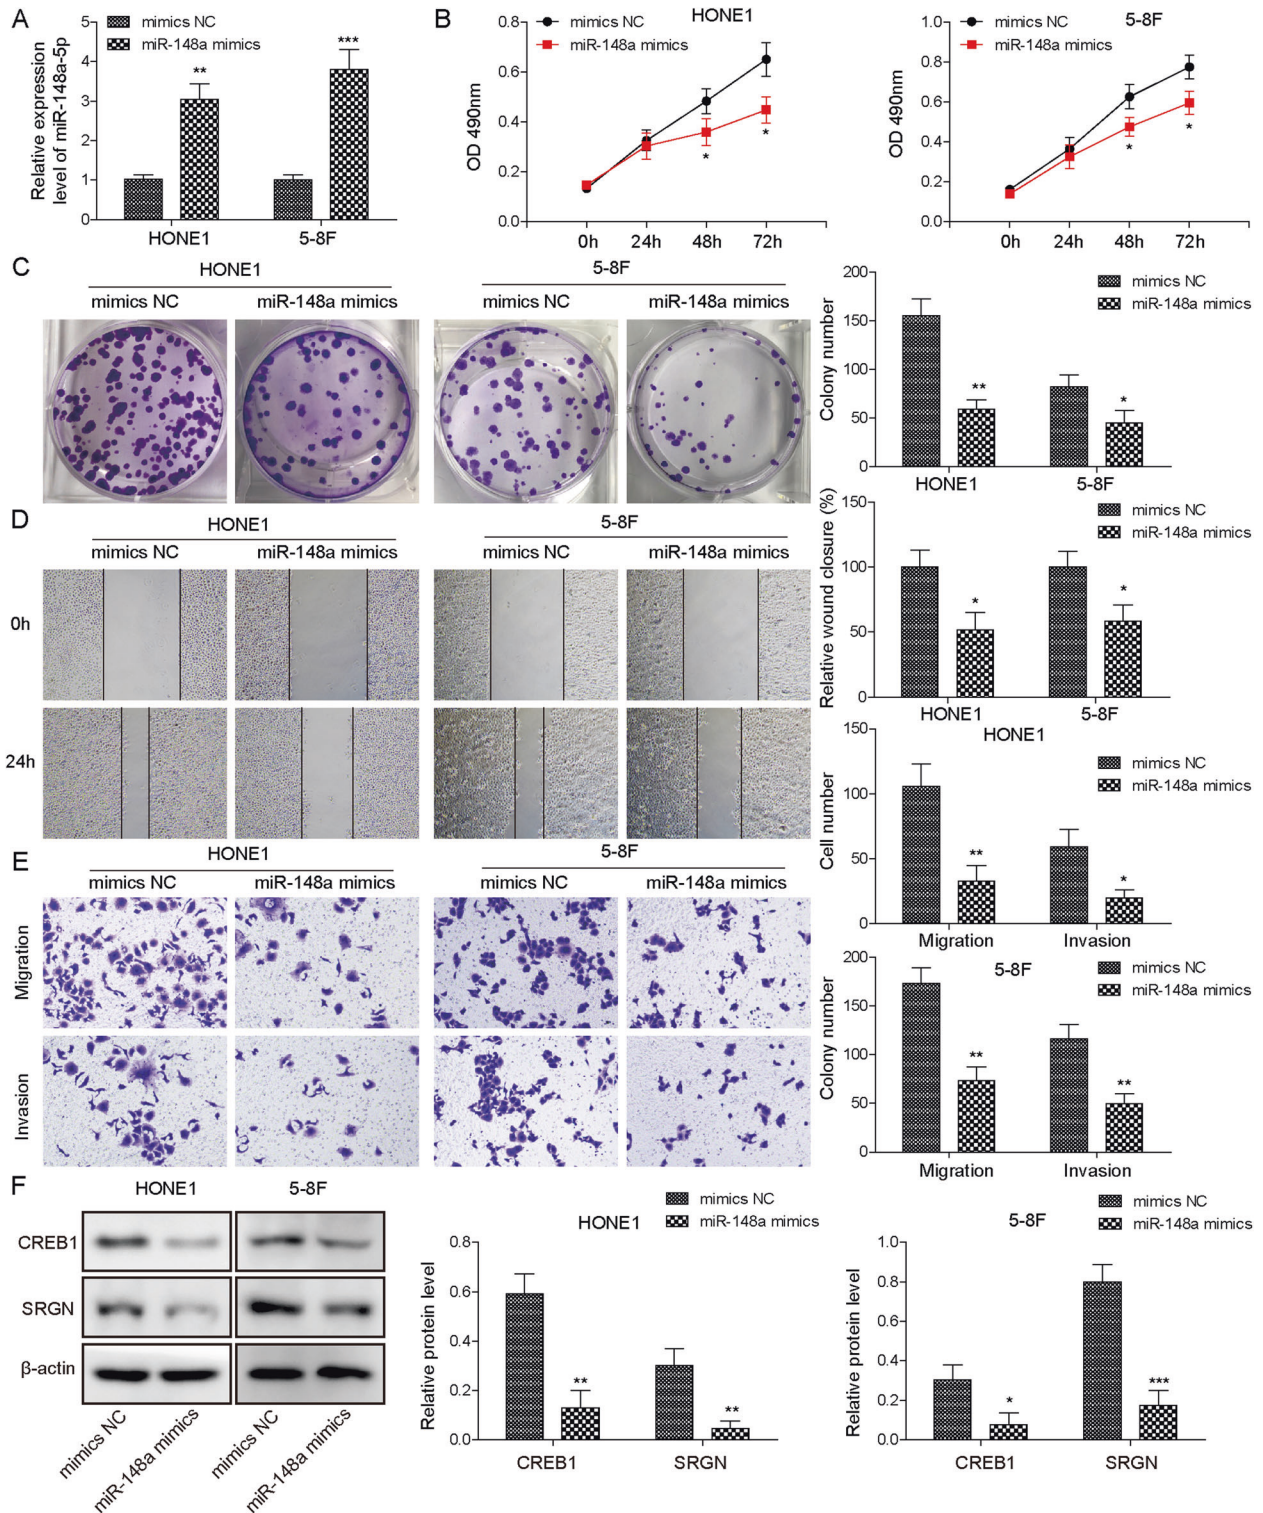 A
Relative expression
level of miR-148a-5p
5
4
3
2
1
0
mimics NC
miR-148a mimics
**
***
HONE1
5-8F
B
HONE1
OD 490nm
0.8
0.6
0.4
0.2
0.0
mimics NC
miR-148a mimics
*
*
0h
24h
48h
72h
5-8F
OD 490nm
1.0
0.8
0.6
0.4
0.2
0.0
mimics NC
miR-148a mimics
*
*
0h
24h
48h
72h
C
HONE1
5-8F
mimics NC
miR-148a mimics
mimics NC
miR-148a mimics
Colony number
200
150
100
50
0
mimics NC
miR-148a mimics
**
*
HONE1
5-8F
D
HONE1
5-8F
mimics NC
miR-148a mimics
mimics NC
miR-148a mimics
0h
24h
Relative wound closure (%)
150
100
50
0
mimics NC
miR-148a mimics
*
*
HONE1
5-8F
E
HONE1
5-8F
mimics NC
miR-148a mimics
mimics NC
miR-148a mimics
Migration
Invasion
HONE1
Cell number
150
100
50
0
mimics NC
miR-148a mimics
**
*
Migration
Invasion
5-8F
Colony number
200
150
100
50
0
mimics NC
miR-148a mimics
**
**
Migration
Invasion
F
HONE1
5-8F
CREB1
SRGN
β-actin
mimics NC
miR-148a mimics
mimics NC
miR-148a mimics
HONE1
mimics NC
miR-148a mimics
Relative protein level
0.8
0.6
0.4
0.2
0.0
**
**
CREB1
SRGN
5-8F
mimics NC
miR-148a mimics
Relative protein level
1.0
0.8
0.6
0.4
0.2
0.0
*
***
CREB1
SRGN